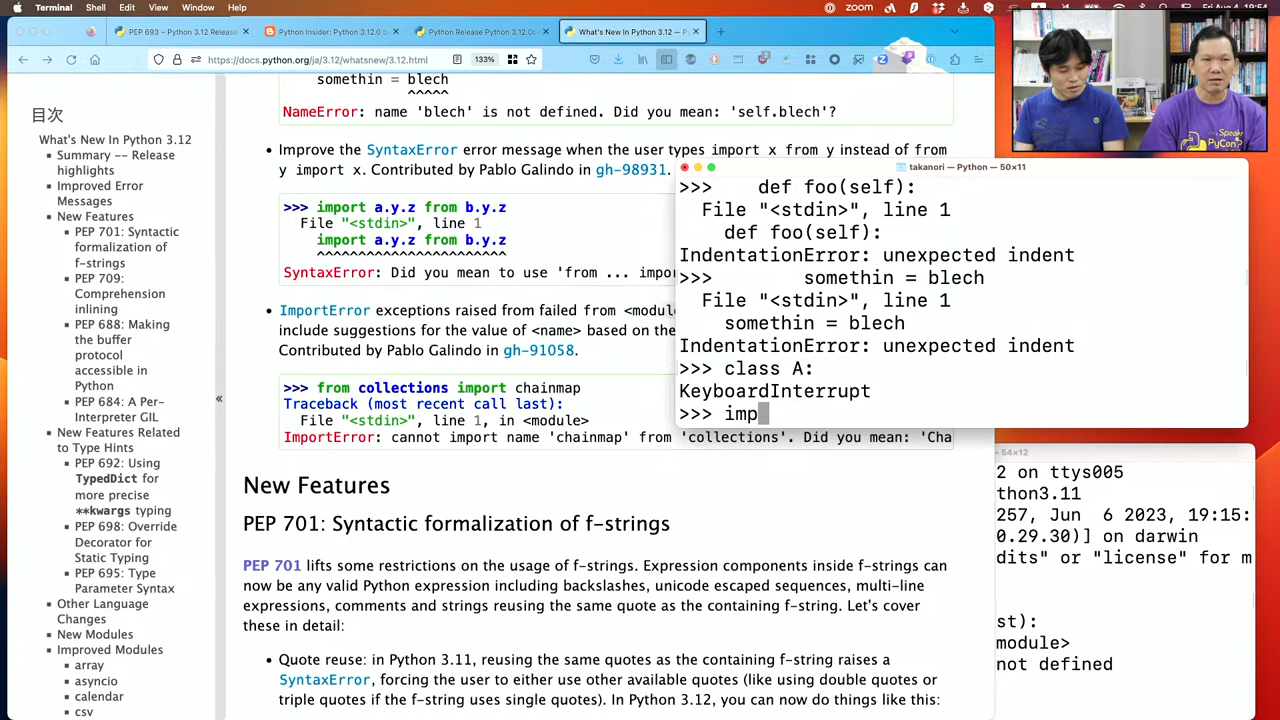 Terminal Shell Edit View Window Help
zoom
Fri Aug 4 19:54
PEP 693 – Python 3.12 Releas
Python Insider: Python 3.12.0 b
Python Release Python 3.12.0b
What's New In Python 3.12 — P
https://docs.python.org/ja/3.12/whatsnew/3.12.html
133%
目次
What's New In Python 3.12
Summary -- Release
highlights
Improved Error
Messages
New Features
PEP 701: Syntactic
formalization of
f-strings
PEP 709:
Comprehension
inlining
PEP 688: Making
the buffer
protocol
accessible in
Python
PEP 684: A Per-
Interpreter GIL
New Features Related
to Type Hints
PEP 692: Using
TypedDict for
more precise
**kwargs typing
PEP 698: Override
Decorator for
Static Typing
PEP 695: Type
Parameter Syntax
Other Language
Changes
New Modules
Improved Modules
array
asyncio
calendar
csv
«
somethin = blech
^^^^^
NameError: name 'blech' is not defined. Did you mean: 'self.blech'?
• Improve the SyntaxError error message when the user types import x from y instead of from
y import x. Contributed by Pablo Galindo in gh-98931.
>>> import a.y.z from b.y.z
File "<stdin>", line 1
import a.y.z from b.y.z
^^^^^^^^^^^^^^^^^^^^^^^
SyntaxError: Did you mean to use 'from ... impor
• ImportError exceptions raised from failed from <modul
include suggestions for the value of <name> based on the
Contributed by Pablo Galindo in gh-91058.
>>> from collections import chainmap
Traceback (most recent call last):
File "<stdin>", line 1, in <module>
ImportError: cannot import name 'chainmap' from 'collections'. Did you mean: 'Cha
New Features
PEP 701: Syntactic formalization of f-strings
PEP 701 lifts some restrictions on the usage of f-strings. Expression components inside f-strings can
now be any valid Python expression including backslashes, unicode escaped sequences, multi-line
expressions, comments and strings reusing the same quote as the containing f-string. Let's cover
these in detail:
• Quote reuse: in Python 3.11, reusing the same quotes as the containing f-string raises a
SyntaxError, forcing the user to either use other available quotes (like using double quotes or
triple quotes if the f-string uses single quotes). In Python 3.12, you can now do things like this:
takanori — Python — 50×11
>>>    def foo(self):
File "<stdin>", line 1
def foo(self):
IndentationError: unexpected indent
>>>        somethin = blech
File "<stdin>", line 1
somethin = blech
IndentationError: unexpected indent
>>> class A:
KeyboardInterrupt
>>> imp
54×12
2 on ttys005
thon3.11
257, Jun  6 2023, 19:15:
0.29.30)] on darwin
dits" or "license" for m
st):
module>
not defined
Speak
PyCon